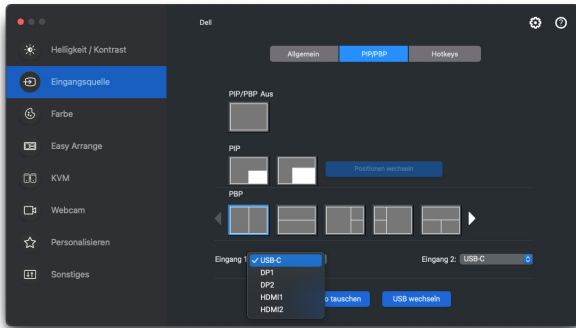 Dell
Helligkeit / Kontrast
Eingangsquelle
Farbe
Easy Arrange
KVM
Webcam
Personalisieren
Sonstiges
Allgemein PIP/PBP Hotkeys
PIP/PBP Aus
PIP
Positionen wechseln
PBP
Eingang 1 ✓ USB-C Eingang 2: USB-C
DP1
DP2
HDMI1
HDMI2
o tauschen USB wechseln